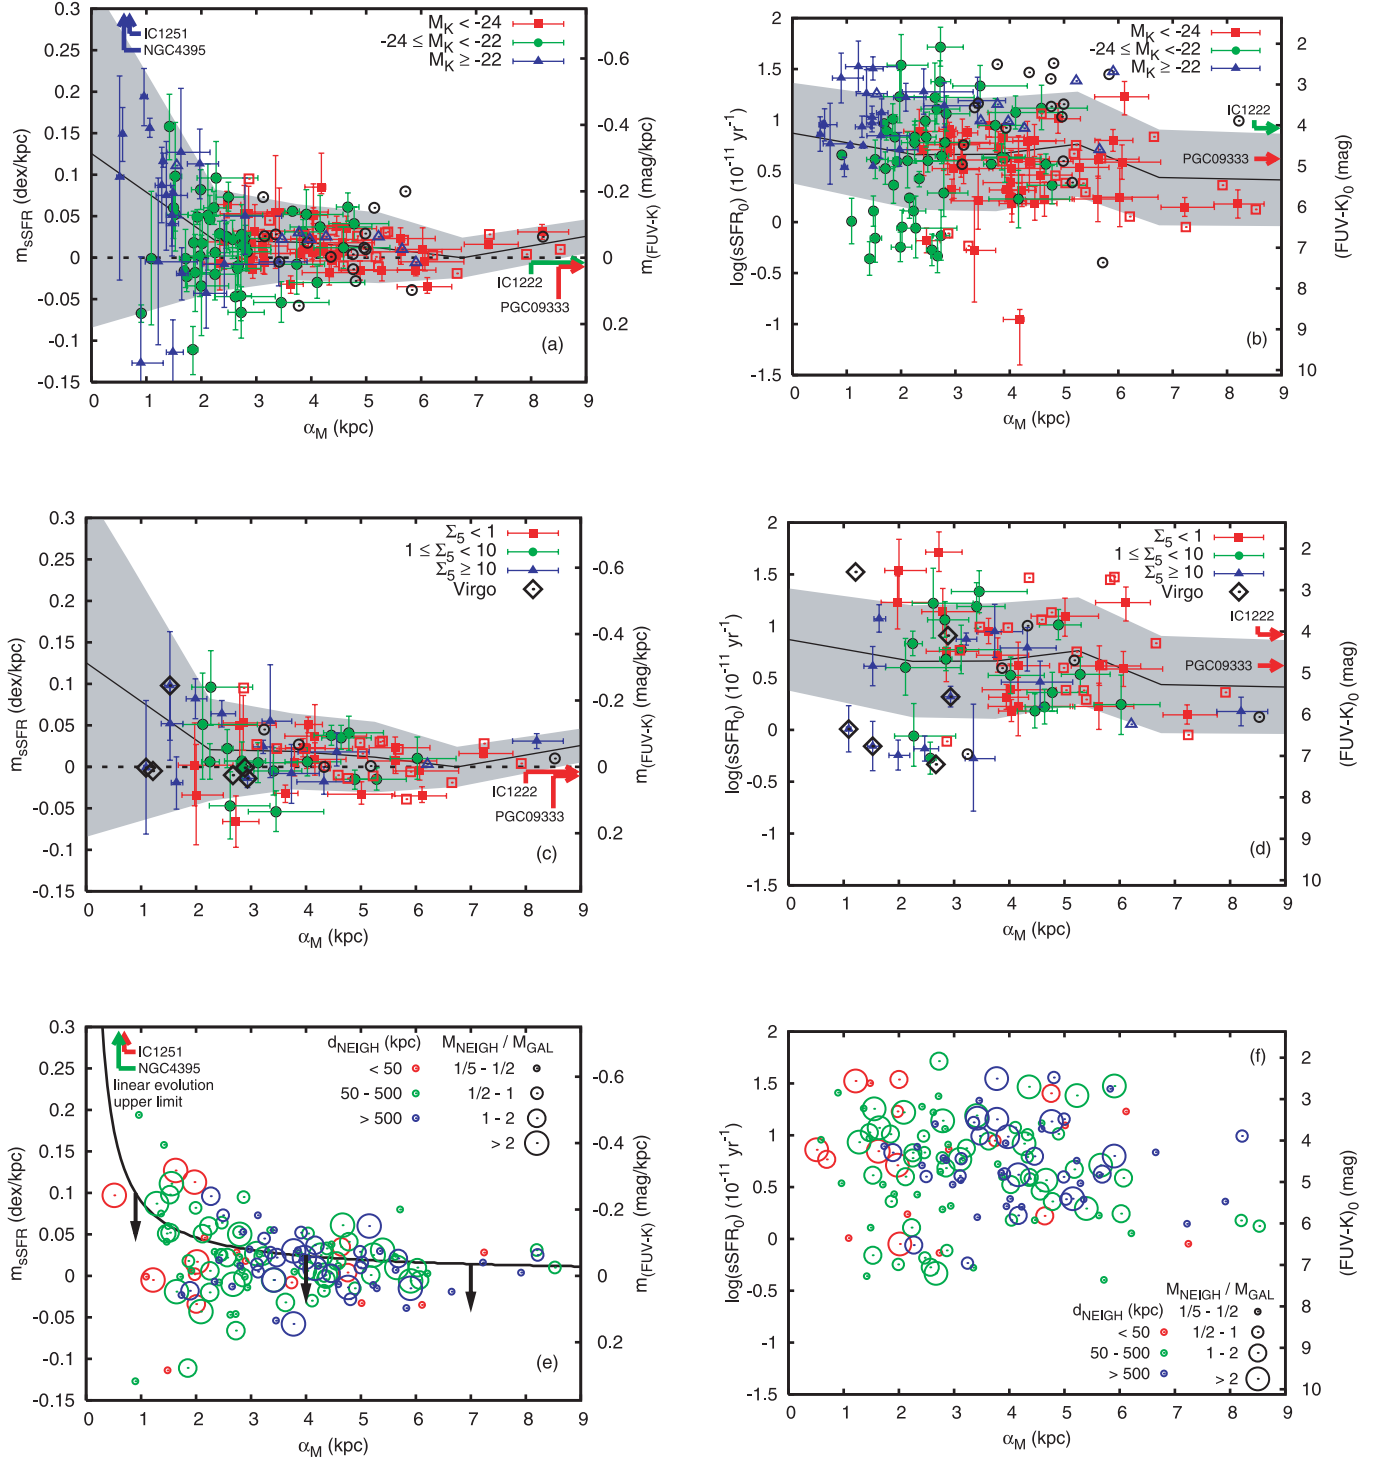 0.3
0.25
0.2
0.15
0.1
0.05
0
-0.05
-0.1
-0.15
m_sSFR (dex/kpc)
IC1251
NGC4395
M_K < -24
-24 ≤ M_K < -22
M_K ≥ -22
IC1222
PGC09333
(a)
-0.6
-0.4
-0.2
0
0.2
m_(FUV-K) (mag/kpc)
0 1 2 3 4 5 6 7 8 9
α_M (kpc)
2
1.5
1
0.5
0
-0.5
-1
-1.5
log(sSFR_0) (10^-11 yr^-1)
M_K < -24
-24 ≤ M_K < -22
M_K ≥ -22
IC1222
PGC09333
(b)
2
3
4
5
6
7
8
9
10
(FUV-K)_0 (mag)
0 1 2 3 4 5 6 7 8 9
α_M (kpc)
0.3
0.25
0.2
0.15
0.1
0.05
0
-0.05
-0.1
-0.15
m_sSFR (dex/kpc)
Σ_5 < 1
1 ≤ Σ_5 < 10
Σ_5 ≥ 10
Virgo
IC1222
PGC09333
(c)
-0.6
-0.4
-0.2
0
0.2
m_(FUV-K) (mag/kpc)
0 1 2 3 4 5 6 7 8 9
α_M (kpc)
2
1.5
1
0.5
0
-0.5
-1
-1.5
log(sSFR_0) (10^-11 yr^-1)
Σ_5 < 1
1 ≤ Σ_5 < 10
Σ_5 ≥ 10
Virgo
IC1222
PGC09333
(d)
2
3
4
5
6
7
8
9
10
(FUV-K)_0 (mag)
0 1 2 3 4 5 6 7 8 9
α_M (kpc)
0.3
0.25
0.2
0.15
0.1
0.05
0
-0.05
-0.1
-0.15
m_sSFR (dex/kpc)
IC1251
NGC4395
linear evolution
upper limit
d_NEIGH (kpc)
< 50
50 - 500
> 500
M_NEIGH / M_GAL
1/5 - 1/2
1/2 - 1
1 - 2
> 2
(e)
-0.6
-0.4
-0.2
0
0.2
m_(FUV-K) (mag/kpc)
0 1 2 3 4 5 6 7 8 9
α_M (kpc)
2
1.5
1
0.5
0
-0.5
-1
-1.5
log(sSFR_0) (10^-11 yr^-1)
(f)
d_NEIGH (kpc)
< 50
50 - 500
> 500
M_NEIGH / M_GAL
1/5 - 1/2
1/2 - 1
1 - 2
> 2
2
3
4
5
6
7
8
9
10
(FUV-K)_0 (mag)
0 1 2 3 4 5 6 7 8 9
α_M (kpc)